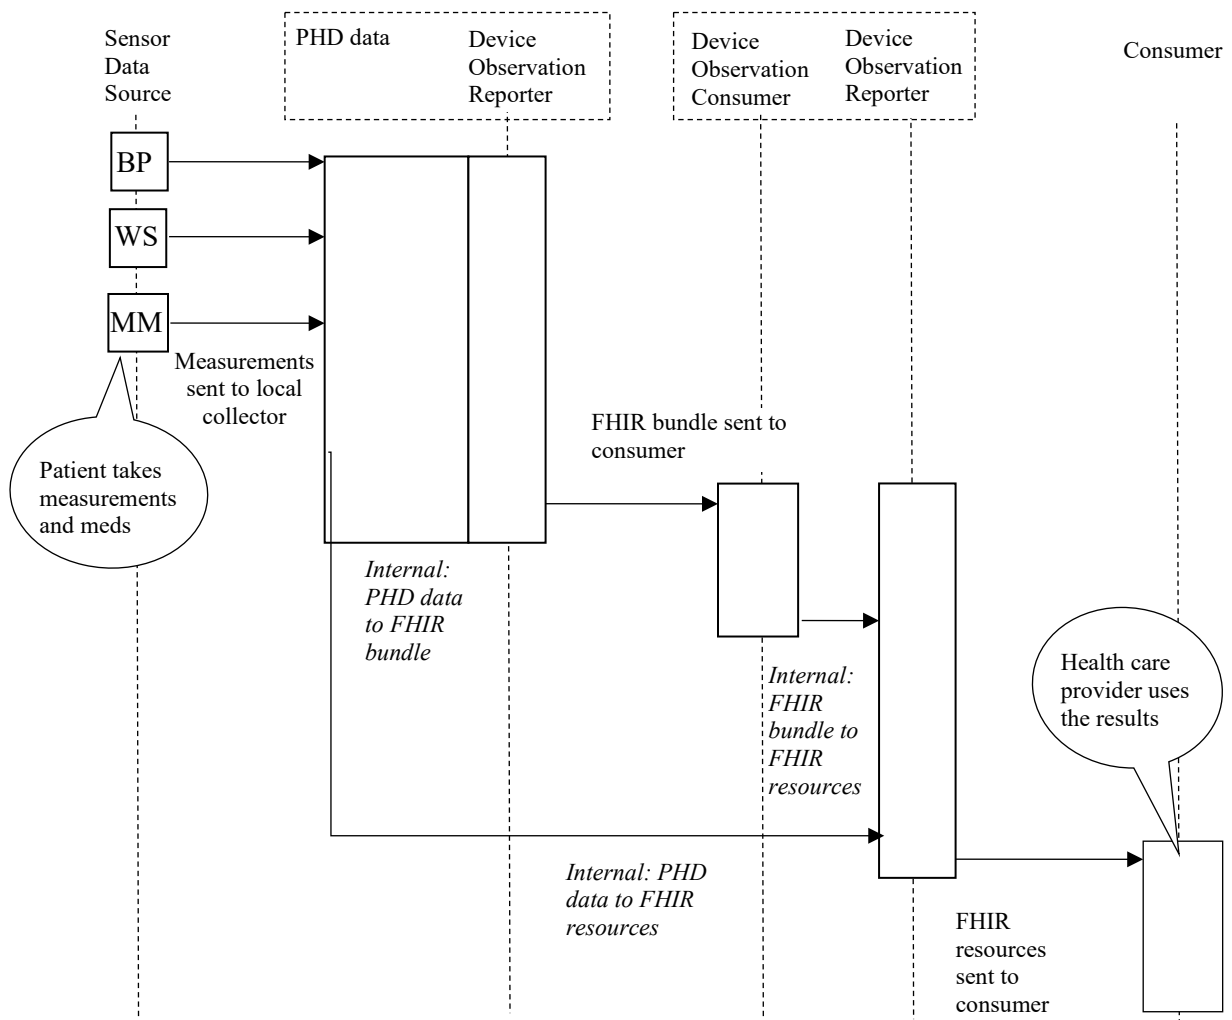 Sensor
Data
Source
PHD data
Device
Observation
Reporter
Device
Observation
Consumer
Device
Observation
Reporter
Consumer
BP
WS
MM
Measurements
sent to local
collector
Patient takes
measurements
and meds
FHIR bundle sent to
consumer
Internal:
PHD data
to FHIR
bundle
Internal:
FHIR
bundle to
FHIR
resources
Health care
provider uses
the results
Internal: PHD
data to FHIR
resources
FHIR
resources
sent to
consumer